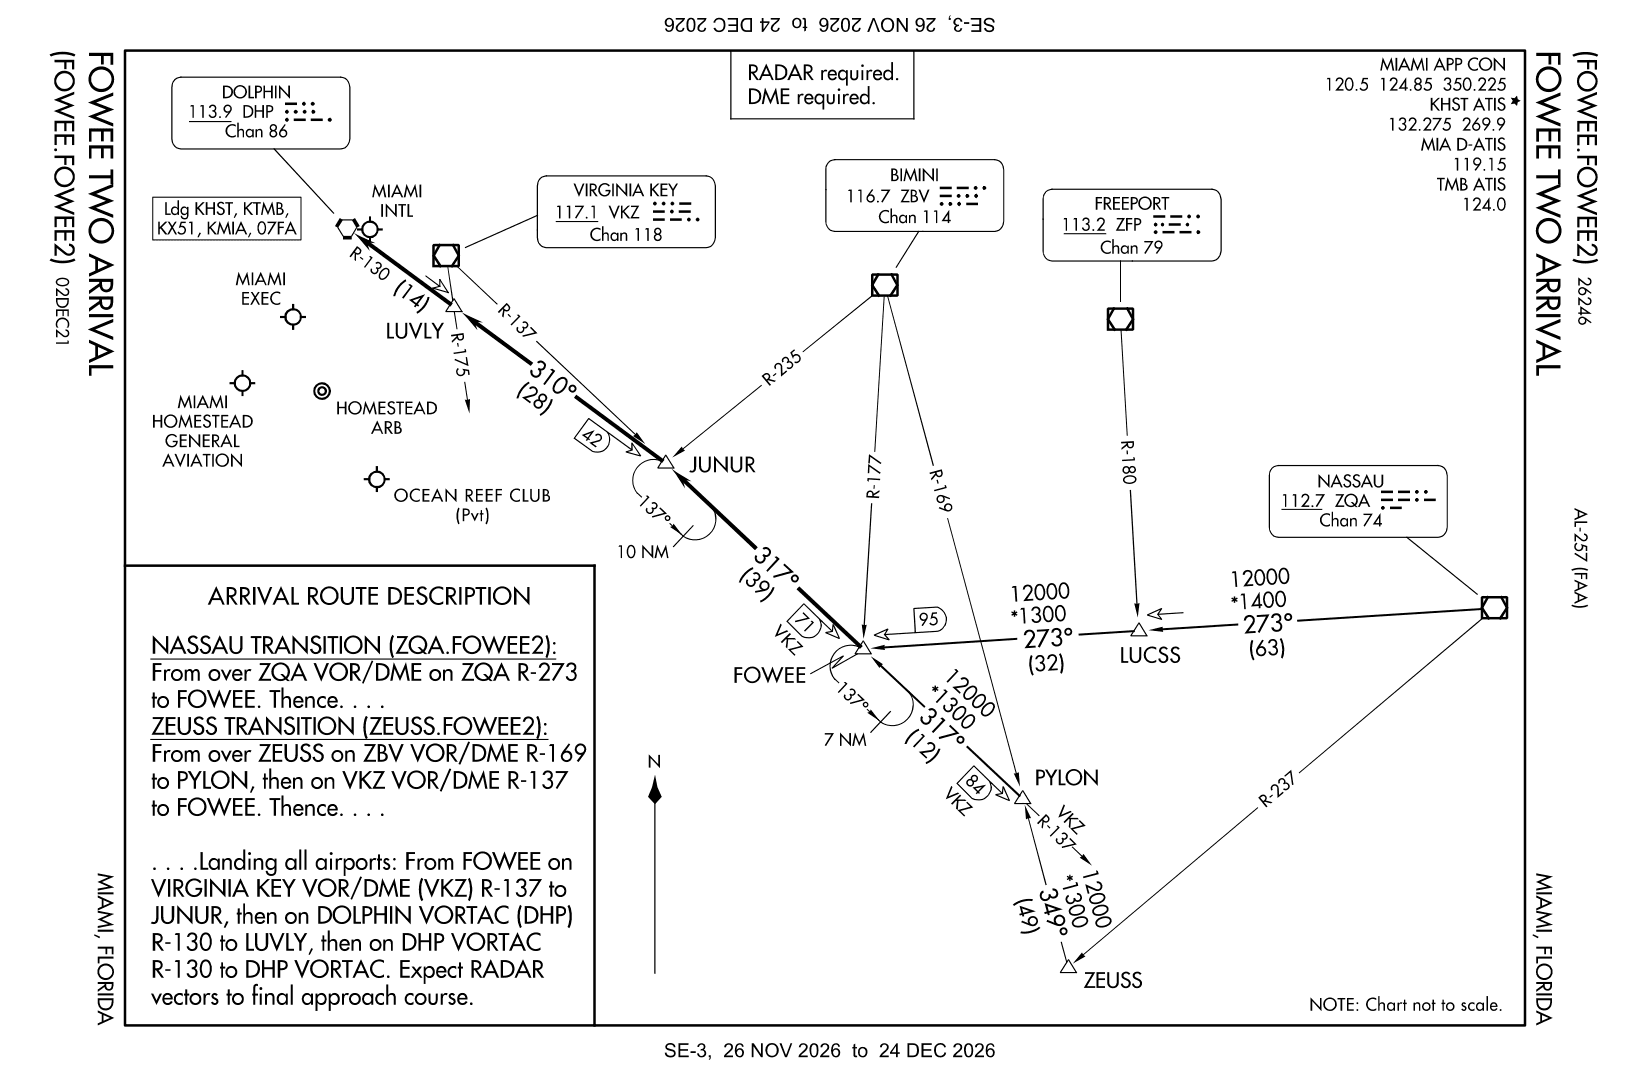 SE-3, 26 NOV 2026 to 24 DEC 2026
(FOWEE.FOWEE2) 02DEC21
FOWEE TWO ARRIVAL
MIAMI, FLORIDA
(FOWEE.FOWEE2) 26246
FOWEE TWO ARRIVAL
AL-257 (FAA)
MIAMI, FLORIDA
RADAR required.
DME required.
MIAMI APP CON
120.5 124.85 350.225
KHST ATIS ★
132.275 269.9
MIA D-ATIS
119.15
TMB ATIS
124.0
DOLPHIN
113.9 DHP
Chan 86
Ldg KHST, KTMB,
KX51, KMIA, 07FA
MIAMI
INTL
VIRGINIA KEY
117.1 VKZ
Chan 118
BIMINI
116.7 ZBV
Chan 114
FREEPORT
113.2 ZFP
Chan 79
NASSAU
112.7 ZQA
Chan 74
MIAMI
EXEC
MIAMI
HOMESTEAD
GENERAL
AVIATION
HOMESTEAD
ARB
OCEAN REEF CLUB
(Pvt)
R-130
(14)
LUVLY
R-175
R-137
310°
(28)
42
JUNUR
137°
10 NM
R-235
R-177
R-169
R-180
317°
(39)
71
VKZ
FOWEE
137°
7 NM
95
12000
*1300
273°
(32)
LUCSS
12000
*1400
273°
(63)
12000
*1300
317°
(12)
84
VKZ
PYLON
VKZ
R-137
12000
*1300
349°
(49)
R-237
ZEUSS
N
ARRIVAL ROUTE DESCRIPTION
NASSAU TRANSITION (ZQA.FOWEE2):
From over ZQA VOR/DME on ZQA R-273
to FOWEE. Thence. . . .
ZEUSS TRANSITION (ZEUSS.FOWEE2):
From over ZEUSS on ZBV VOR/DME R-169
to PYLON, then on VKZ VOR/DME R-137
to FOWEE. Thence. . . .
. . . .Landing all airports: From FOWEE on
VIRGINIA KEY VOR/DME (VKZ) R-137 to
JUNUR, then on DOLPHIN VORTAC (DHP)
R-130 to LUVLY, then on DHP VORTAC
R-130 to DHP VORTAC. Expect RADAR
vectors to final approach course.
NOTE: Chart not to scale.
SE-3, 26 NOV 2026 to 24 DEC 2026